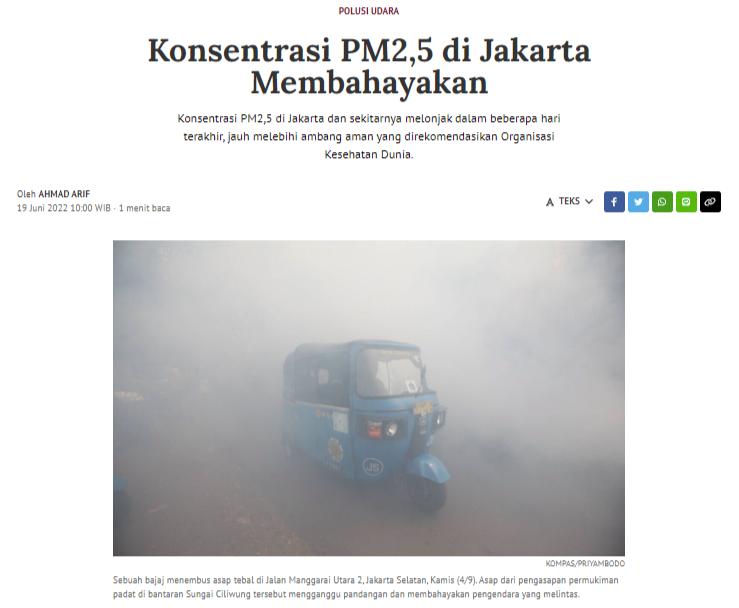 POLUSI UDARA
Konsentrasi PM2,5 di Jakarta
Membahayakan
Konsentrasi PM2,5 di Jakarta dan sekitarnya melonjak dalam beberapa hari
terakhir, jauh melebihi ambang aman yang direkomendasikan Organisasi
Kesehatan Dunia.
Oleh AHMAD ARIF
19 Juni 2022 10:00 WIB · 1 menit baca
A TEKS
JS
KOMPAS/PRIYAMBODO
Sebuah bajaj menembus asap tebal di Jalan Manggarai Utara 2, Jakarta Selatan, Kamis (4/9). Asap dari pengasapan permukiman
padat di bantaran Sungai Ciliwung tersebut mengganggu pandangan dan membahayakan pengendara yang melintas.